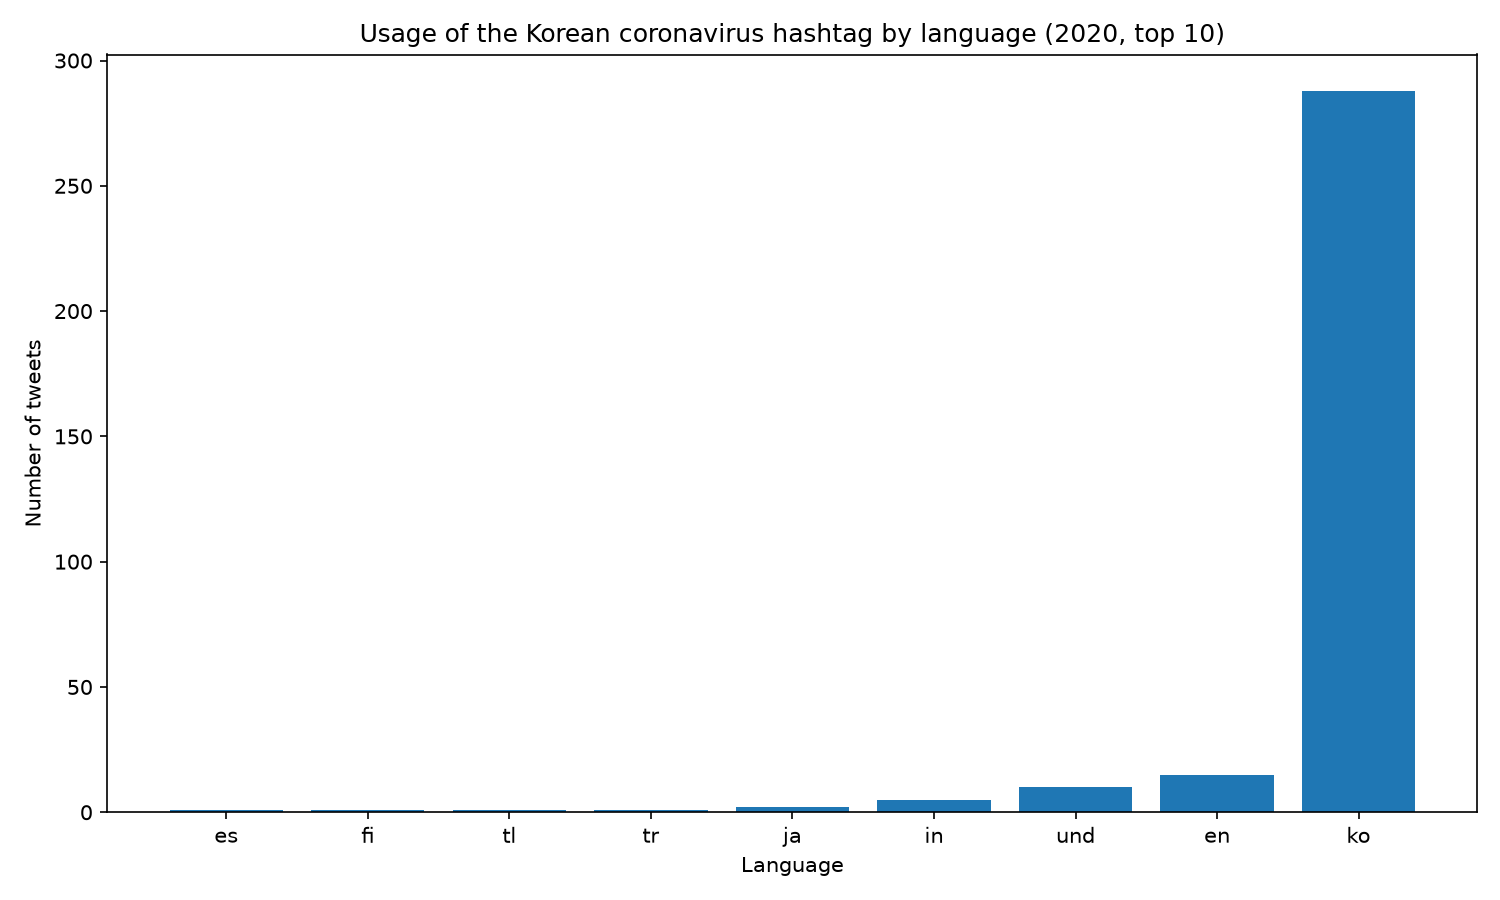 Usage of the Korean coronavirus hashtag by language (2020, top 10)
300
250
200
150
100
50
0
Number of tweets
es fi tl tr ja in und en ko
Language